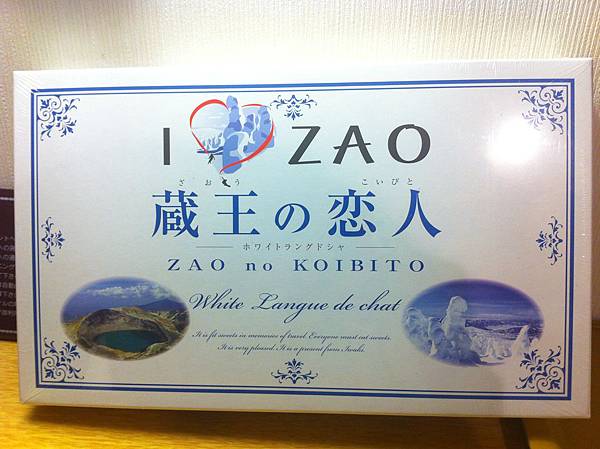 I ZAO
ざおう こいびと
蔵王の恋人
ホワイトラングドシャ
ZAO no KOIBITO
White Langue de chat
It is fit sweets in memories of travel. Everyone must eat sweets.
It is very pleased. It is a present from Iwaki.